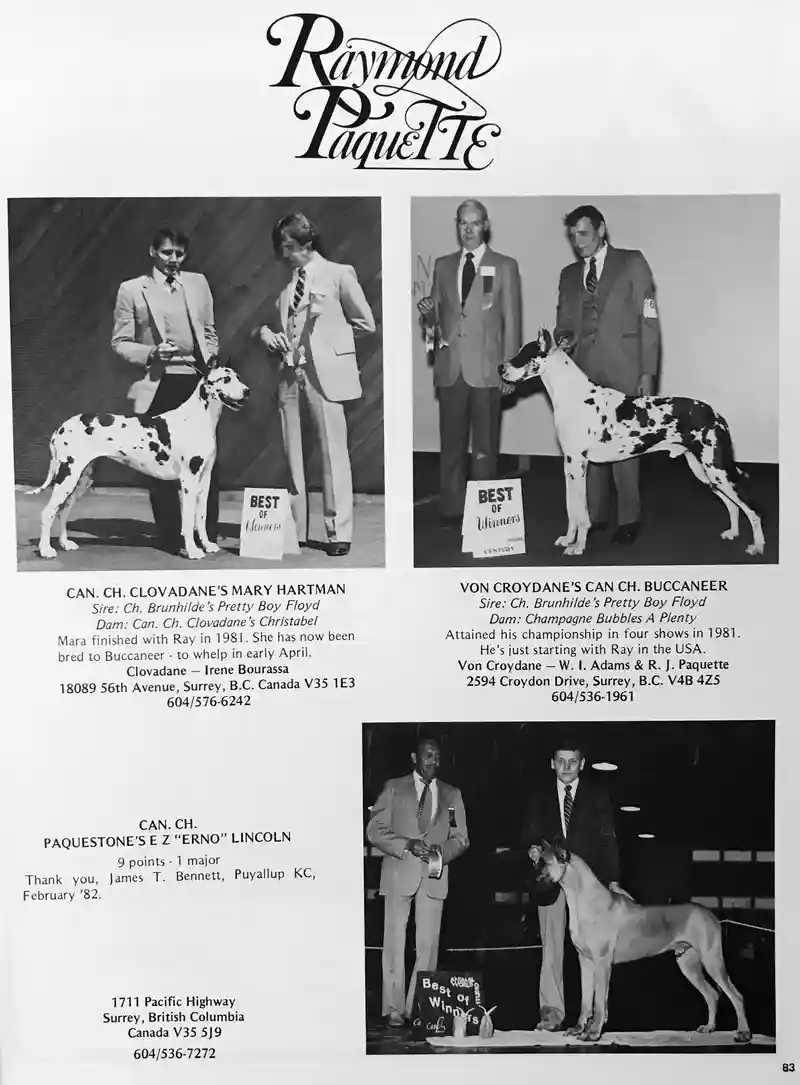 Raymond
Paquette
BEST
OF
Winners
BEST
OF
Winners
CENTURY
CAN. CH. CLOVADANE'S MARY HARTMAN
Sire: Ch. Brunhilde's Pretty Boy Floyd
Dam: Can. Ch. Clovadane's Christabel
Mara finished with Ray in 1981. She has now been
bred to Buccaneer - to whelp in early April.
Clovadane — Irene Bourassa
18089 56th Avenue, Surrey, B.C. Canada V35 1E3
604/576-6242
VON CROYDANE'S CAN CH. BUCCANEER
Sire: Ch. Brunhilde's Pretty Boy Floyd
Dam: Champagne Bubbles A Plenty
Attained his championship in four shows in 1981.
He's just starting with Ray in the USA.
Von Croydane — W. I. Adams & R. J. Paquette
2594 Croydon Drive, Surrey, B.C. V4B 4Z5
604/536-1961
CAN. CH.
PAQUESTONE'S E Z "ERNO" LINCOLN
9 points - 1 major
Thank you, James T. Bennett, Puyallup KC,
February '82.
ANIMAL
WORLD
STUDIO
Best of
Winners
1711 Pacific Highway
Surrey, British Columbia
Canada V35 5J9
604/536-7272
83